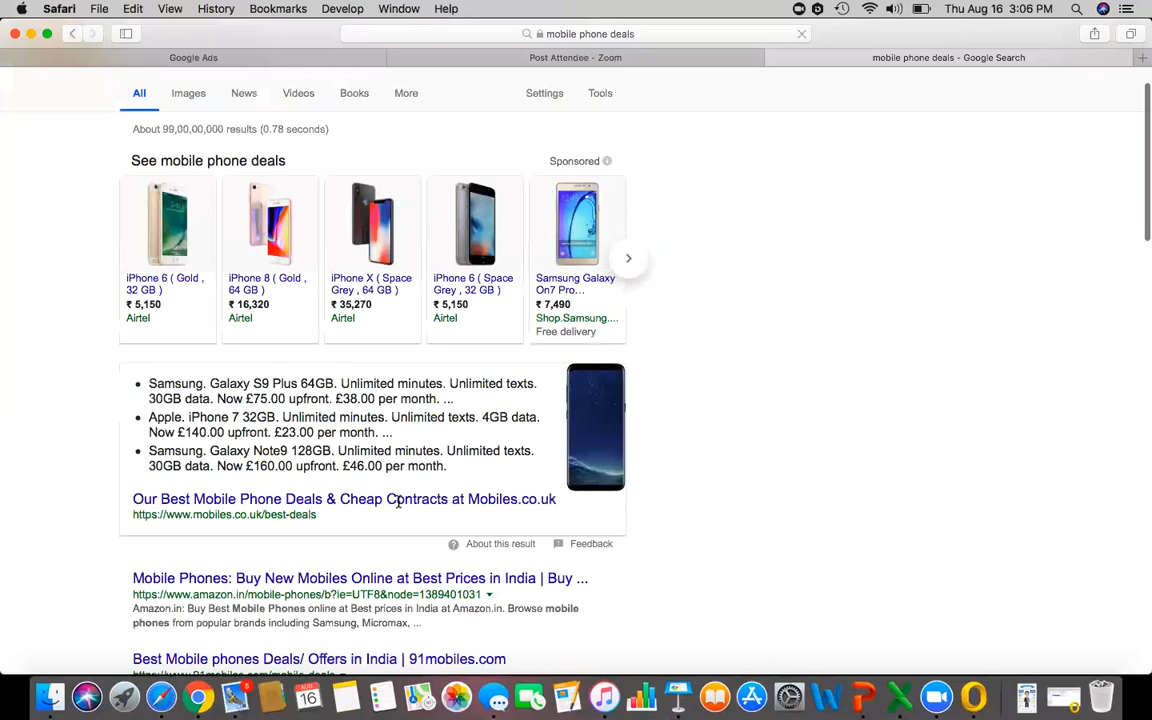 Safari File Edit View History Bookmarks Develop Window Help Thu Aug 16 3:06 PM
mobile phone deals
Google Ads Post Attendee - Zoom mobile phone deals - Google Search
All Images News Videos Books More Settings Tools
About 99,00,00,000 results (0.78 seconds)
See mobile phone deals Sponsored
iPhone 6 ( Gold , 32 GB )
₹ 5,150
Airtel
iPhone 8 ( Gold , 64 GB )
₹ 16,320
Airtel
iPhone X ( Space Grey , 64 GB )
₹ 35,270
Airtel
iPhone 6 ( Space Grey , 32 GB )
₹ 5,150
Airtel
Samsung Galaxy On7 Pro...
₹ 7,490
Shop.Samsung....
Free delivery
• Samsung. Galaxy S9 Plus 64GB. Unlimited minutes. Unlimited texts.
30GB data. Now £75.00 upfront. £38.00 per month. ...
• Apple. iPhone 7 32GB. Unlimited minutes. Unlimited texts. 4GB data.
Now £140.00 upfront. £23.00 per month. ...
• Samsung. Galaxy Note9 128GB. Unlimited minutes. Unlimited texts.
30GB data. Now £160.00 upfront. £46.00 per month.
Our Best Mobile Phone Deals & Cheap Contracts at Mobiles.co.uk
https://www.mobiles.co.uk/best-deals
About this result Feedback
Mobile Phones: Buy New Mobiles Online at Best Prices in India | Buy ...
https://www.amazon.in/mobile-phones/b?ie=UTF8&node=1389401031
Amazon.in: Buy Best Mobile Phones online at Best prices in India at Amazon.in. Browse mobile
phones from popular brands including Samsung, Micromax, ...
Best Mobile phones Deals/ Offers in India | 91mobiles.com
AUG
16